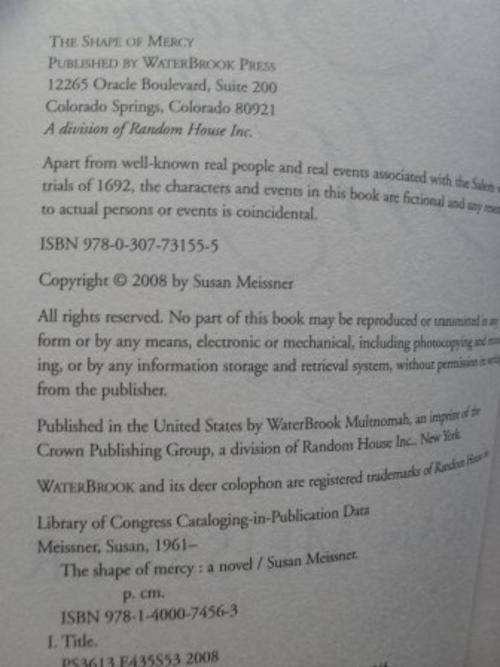 THE SHAPE OF MERCY
PUBLISHED BY WATERBROOK PRESS
12265 Oracle Boulevard, Suite 200
Colorado Springs, Colorado 80921
A division of Random House Inc.
Apart from well-known real people and real events associated with the Salem
trials of 1692, the characters and events in this book are fictional and any
to actual persons or events is coincidental.
ISBN 978-0-307-73155-5
Copyright © 2008 by Susan Meissner
All rights reserved. No part of this book may be reproduced or transmitted in any
form or by any means, electronic or mechanical, including photocopying and
ing, or by any information storage and retrieval system, without permission in
from the publisher.
Published in the United States by WaterBrook Multnomah, an imprint of the
Crown Publishing Group, a division of Random House Inc., New York.
WATERBROOK and its deer colophon are registered trademarks of Random House
Library of Congress Cataloging-in-Publication Data
Meissner, Susan, 1961–
The shape of mercy : a novel / Susan Meissner.
p. cm.
ISBN 978-1-4000-7456-3
I. Title.
PS3613.E435S53 2008